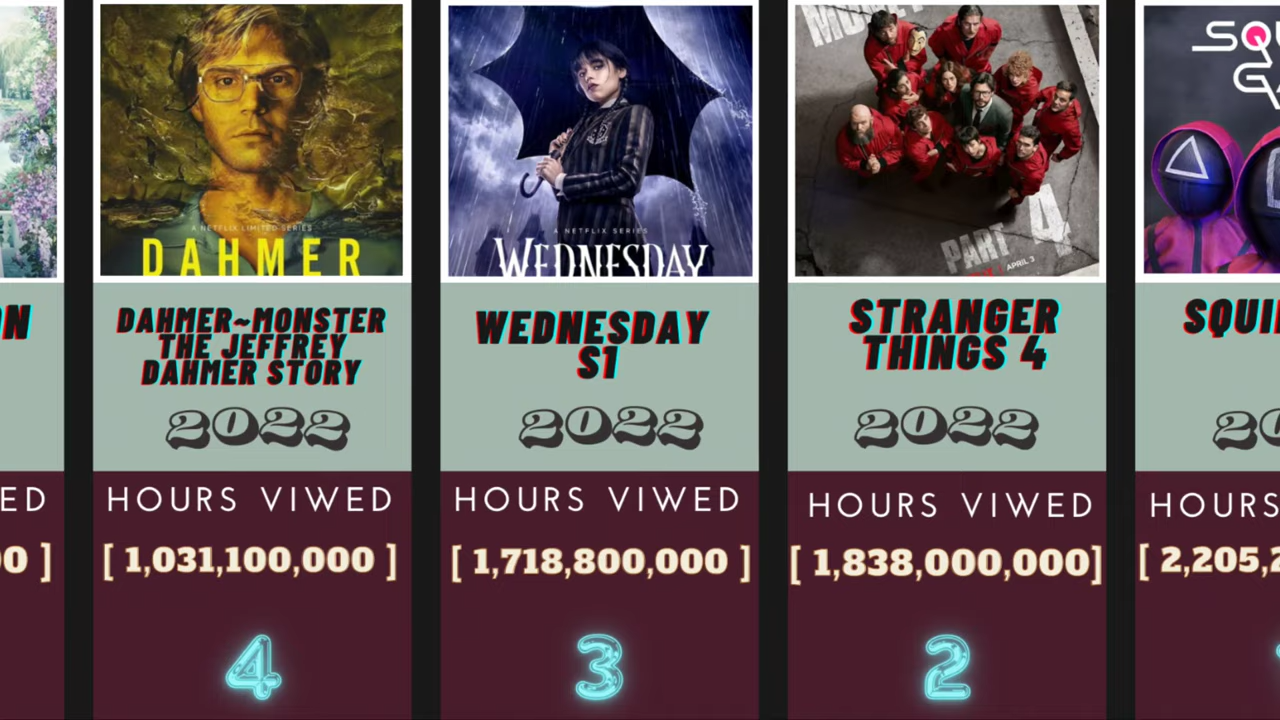 A NETFLIX LIMITED SERIES
DAHMER
DAHMER~MONSTER
THE JEFFREY
DAHMER STORY
2022
HOURS VIWED
[ 1,031,100,000 ]
4
A NETFLIX SERIES
WEDNESDAY
WEDNESDAY
S1
2022
HOURS VIWED
[ 1,718,800,000 ]
3
PART 4
APRIL 3
STRANGER
THINGS 4
2022
HOURS VIWED
[ 1,838,000,000]
2
HOURS
[ 2,205,2